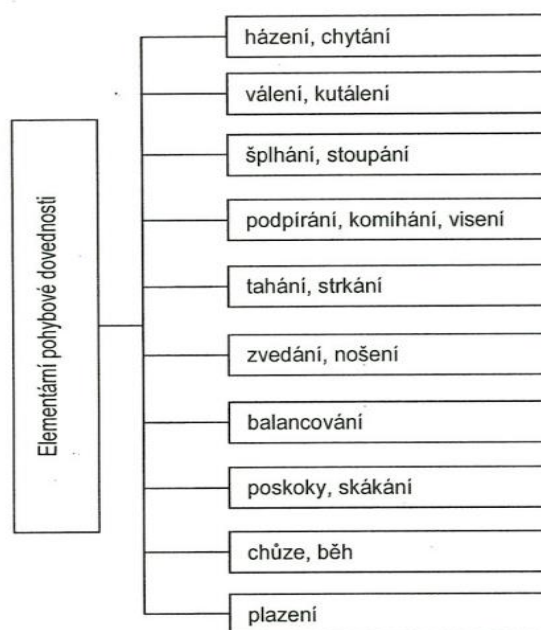 Elementární pohybové dovednosti
házení, chytání
válení, kutálení
šplhání, stoupání
podpírání, komíhání, visení
tahání, strkání
zvedání, nošení
balancování
poskoky, skákání
chůze, běh
plazení